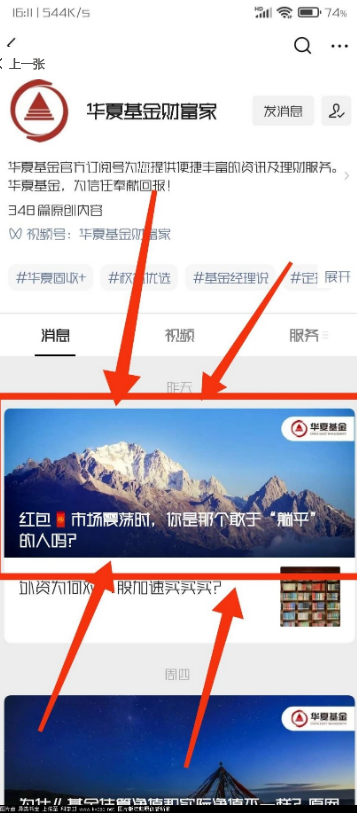 16:11 | 544K/s
74%
上一张
华夏基金财富家
发消息
华夏基金官方订阅号为您提供便捷丰富的资讯及理财服务。
华夏基金，为信任奉献回报！
348篇原创内容
视频号：华夏基金财富家
#华夏固收+ #权益优选 #基金经理说 #定投 展开
消息 视频 服务
昨天
华夏基金
红包🧧市场震荡时，你是那个敢于“躺平”
的人吗？
外资为何对A股加速买买买？
周四
华夏基金
为什么基金估算净值和实际净值不一样？原因